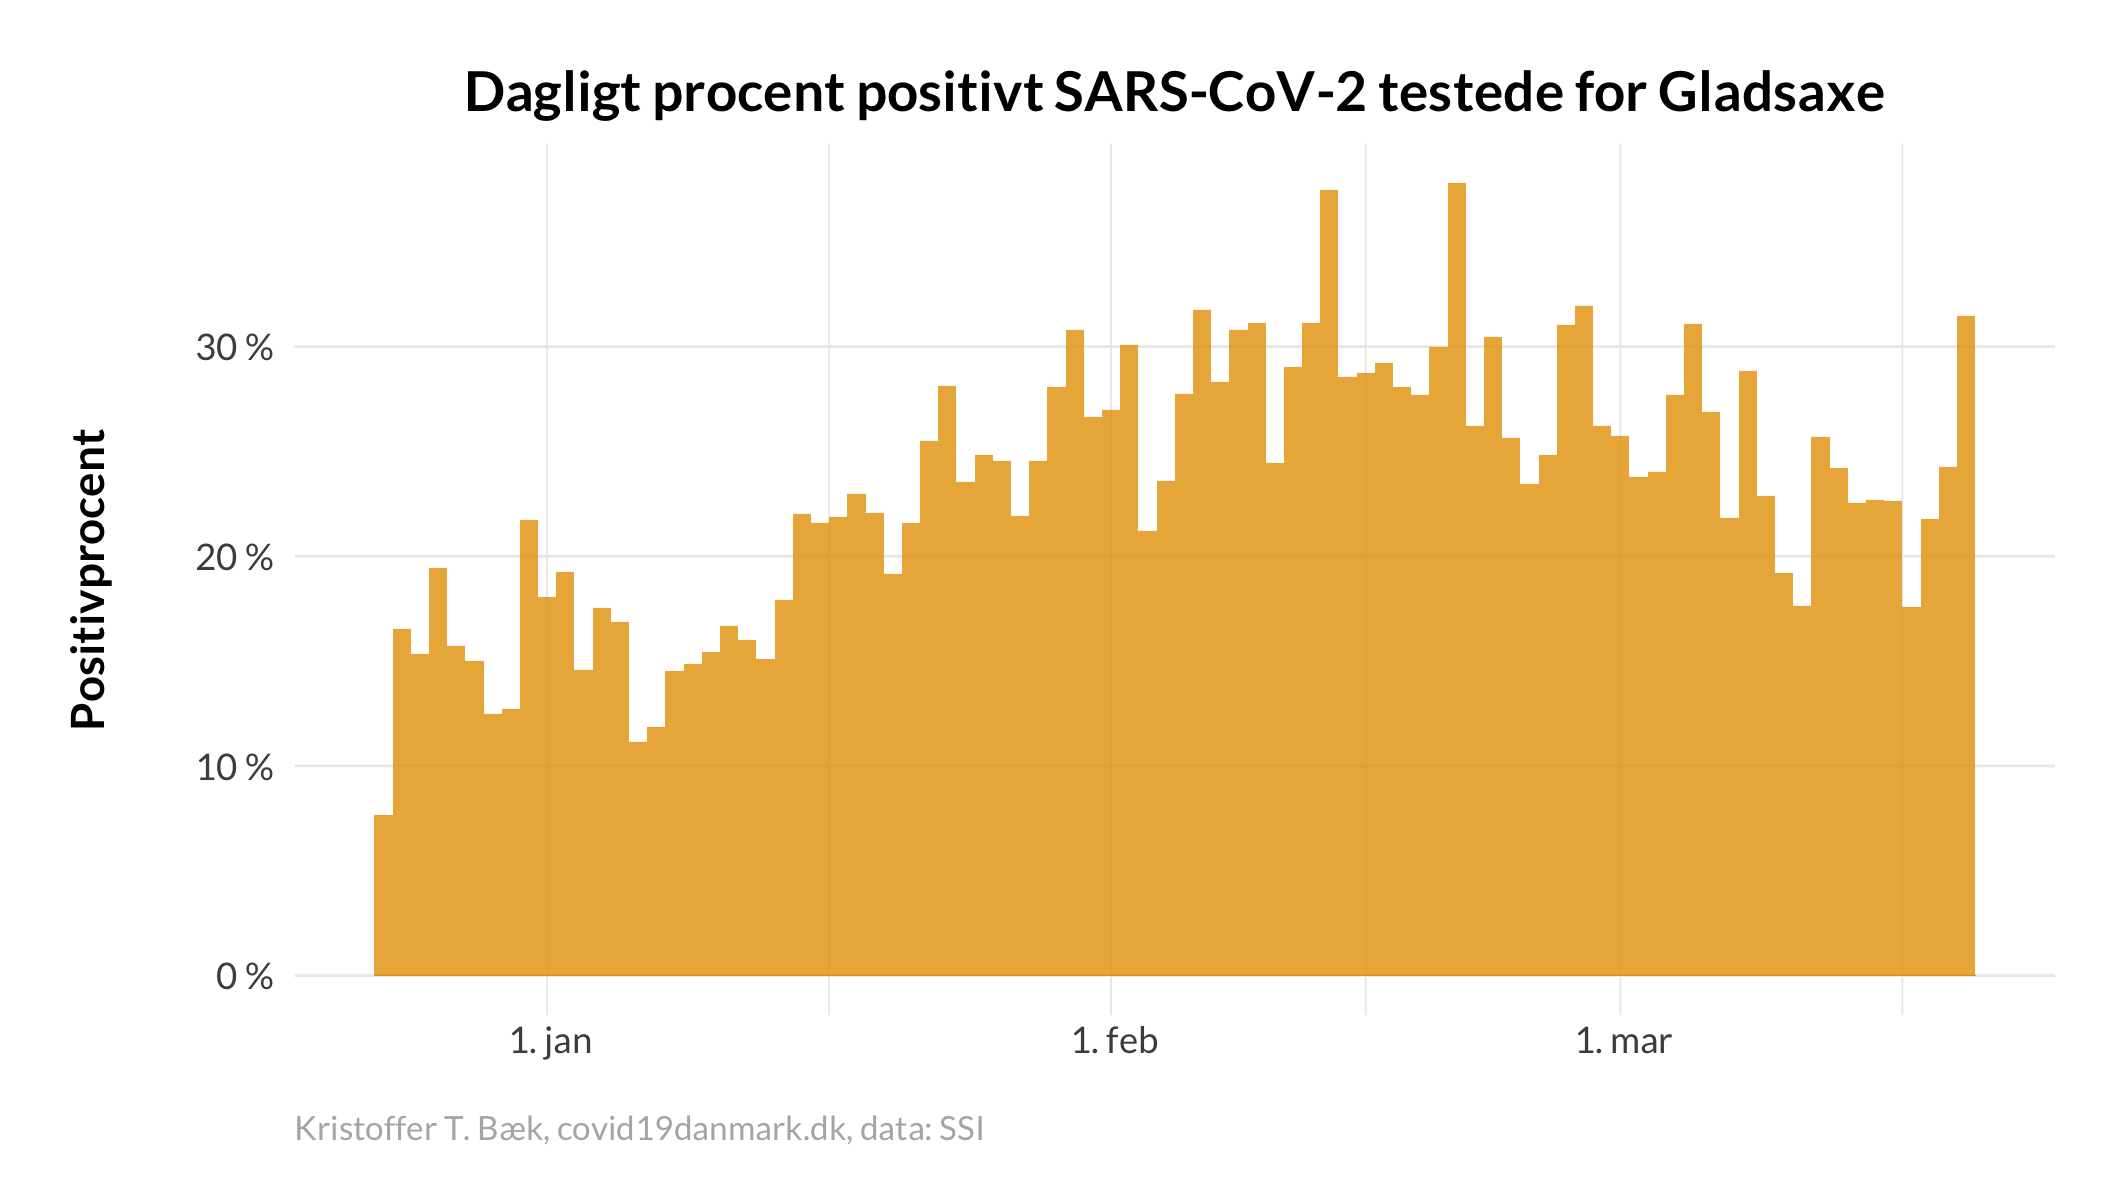 Dagligt procent positivt SARS-CoV-2 testede for Gladsaxe
Positivprocent
30 %
20 %
10 %
0 %
1. jan
1. feb
1. mar
Kristoffer T. Bæk, covid19danmark.dk, data: SSI